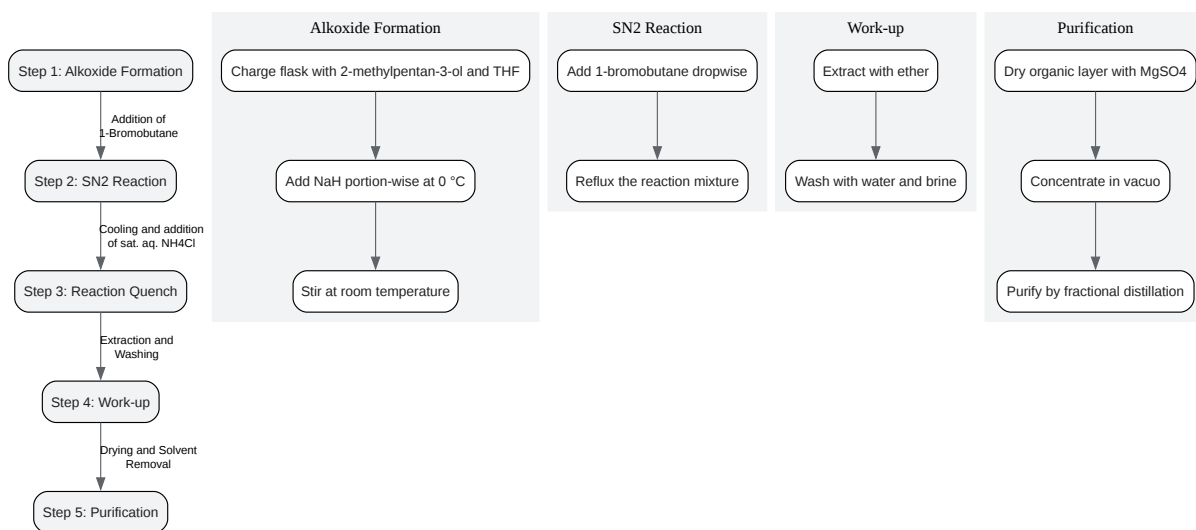 Step 1: Alkoxide Formation
Addition of
1-Bromobutane
Step 2: SN2 Reaction
Cooling and addition
of sat. aq. NH4Cl
Step 3: Reaction Quench
Extraction and
Washing
Step 4: Work-up
Drying and Solvent
Removal
Step 5: Purification
Alkoxide Formation
Charge flask with 2-methylpentan-3-ol and THF
Add NaH portion-wise at 0 °C
Stir at room temperature
SN2 Reaction
Add 1-bromobutane dropwise
Reflux the reaction mixture
Work-up
Extract with ether
Wash with water and brine
Purification
Dry organic layer with MgSO4
Concentrate in vacuo
Purify by fractional distillation